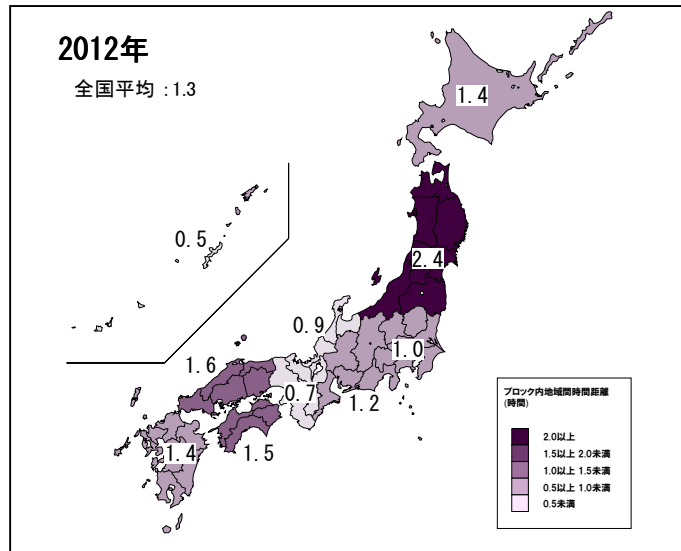 2012年
全国平均：1.3
1.4
0.5
2.4
0.9
1.0
1.6
0.7
1.2
1.4
1.5
ブロック内地域間時間距離
(時間)
2.0以上
1.5以上 2.0未満
1.0以上 1.5未満
0.5以上 1.0未満
0.5未満